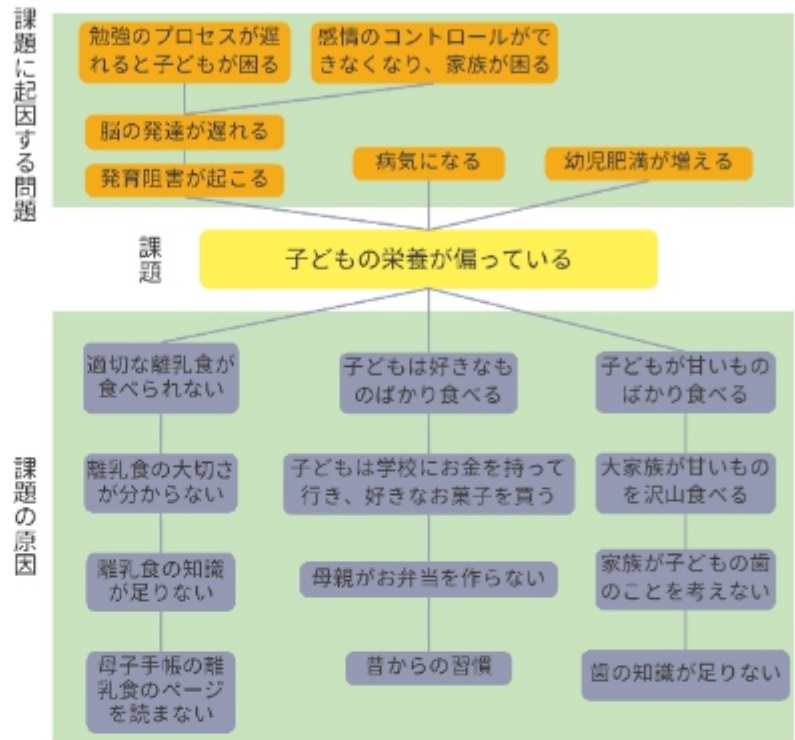 課題に起因する問題
勉強のプロセスが遅
れると子どもが困る
感情のコントロールがで
きなくなり、家族が困る
脳の発達が遅れる
発育阻害が起こる
病気になる
幼児肥満が増える
課題
子どもの栄養が偏っている
課題の原因
適切な離乳食が
食べられない
離乳食の大切さ
が分からない
離乳食の知識
が足りない
母子手帳の離
乳食のページ
を読まない
子どもは好きなも
のばかり食べる
子どもは学校にお金を持って
行き、好きなお菓子を買う
母親がお弁当を作らない
昔からの習慣
子どもが甘いもの
ばかり食べる
大家族が甘いもの
を沢山食べる
家族が子どもの歯
のことを考えない
歯の知識が足りない